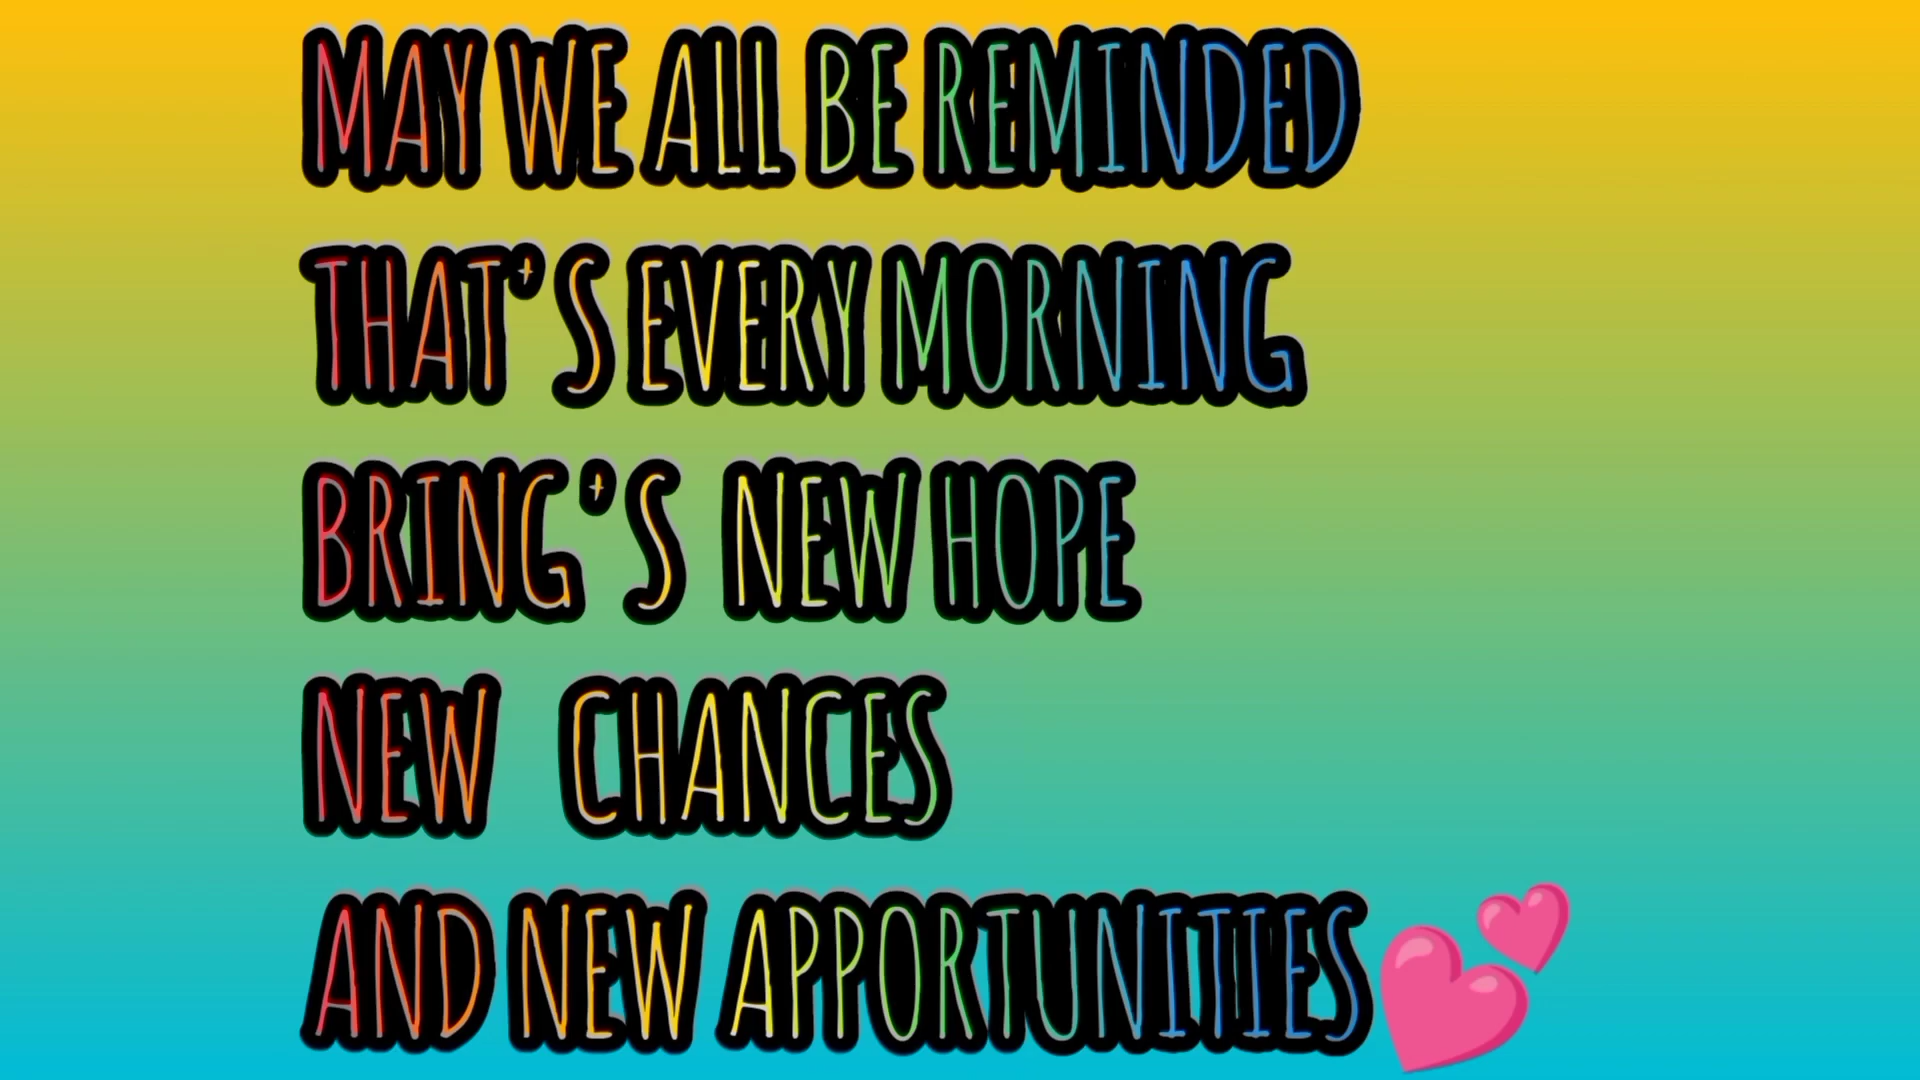 MAY WE ALL BE REMINDED
THAT'S EVERY MORNING
BRING'S NEW HOPE
NEW CHANCES
AND NEW APPORTUNITIES💕